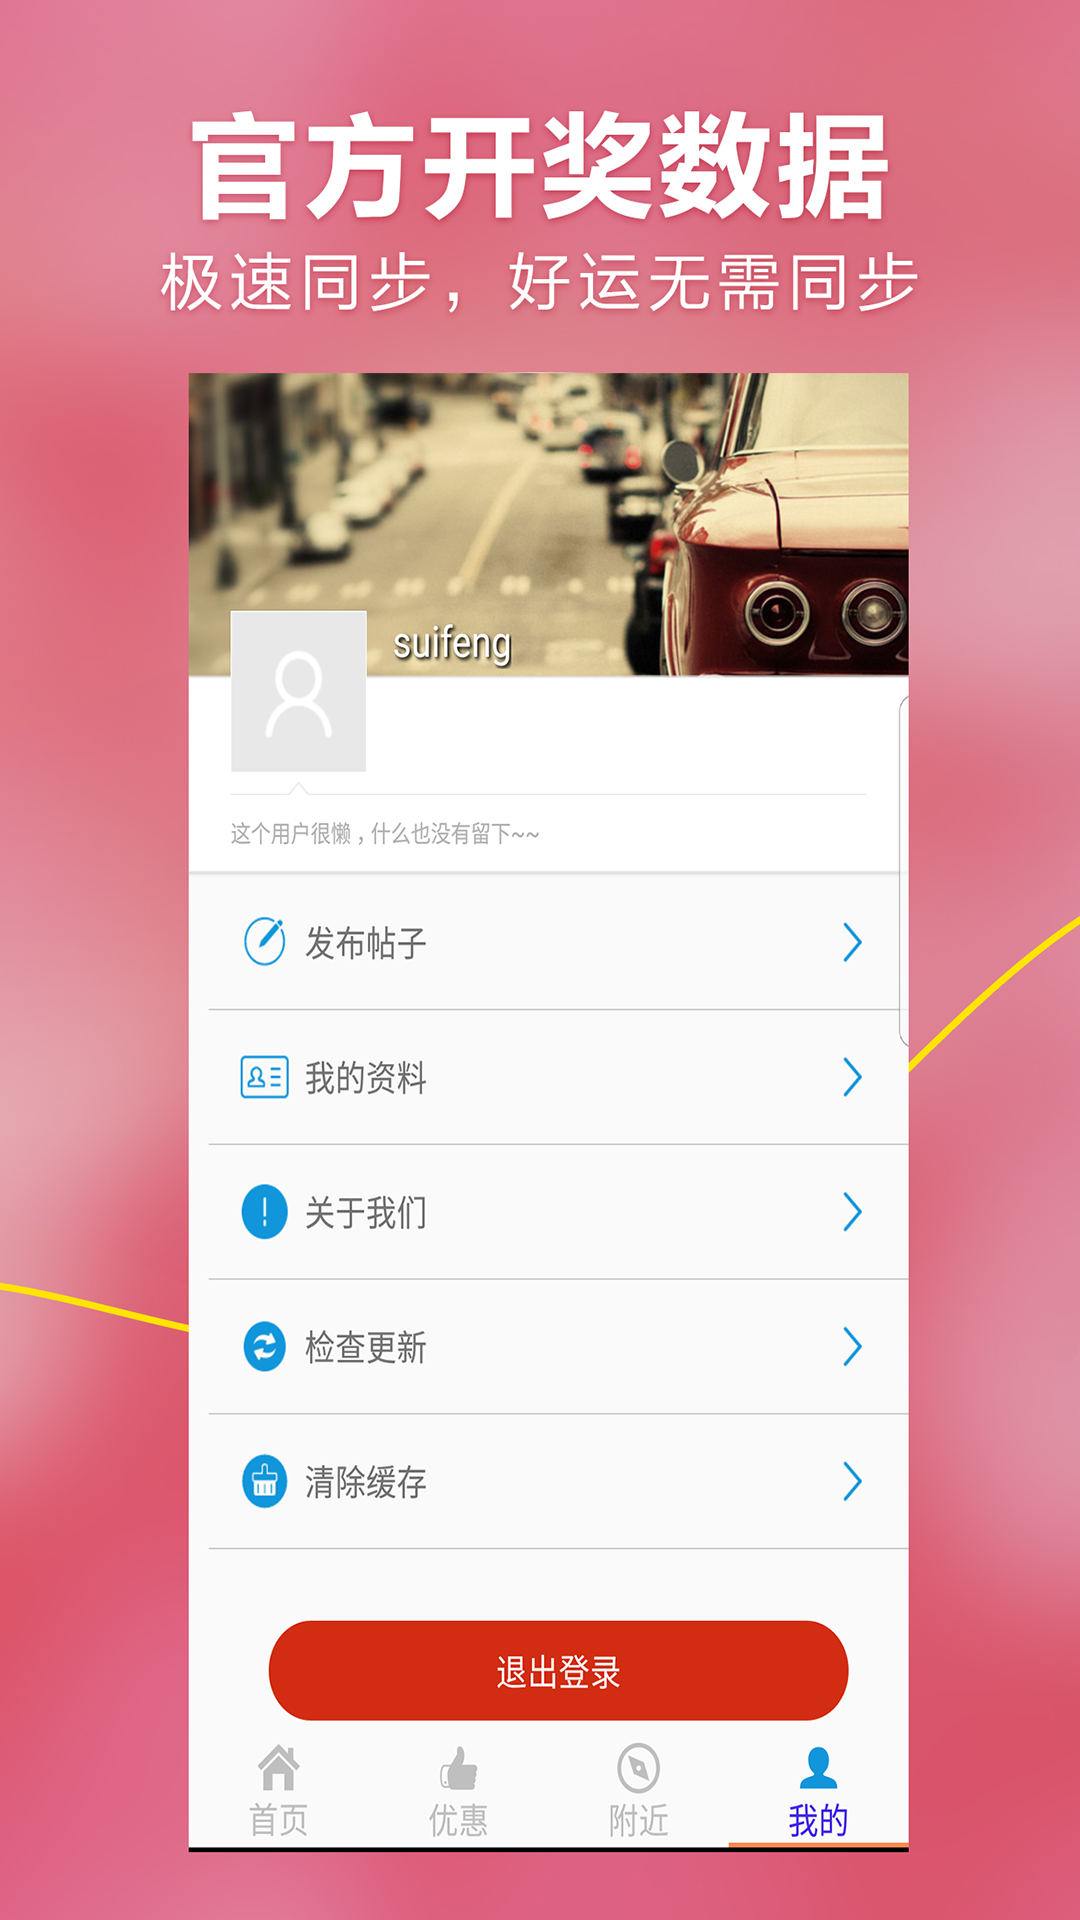 官方开奖数据
极速同步，好运无需同步
suifeng
这个用户很懒，什么也没有留下~~
发布帖子
我的资料
关于我们
检查更新
清除缓存
退出登录
首页 优惠 附近 我的